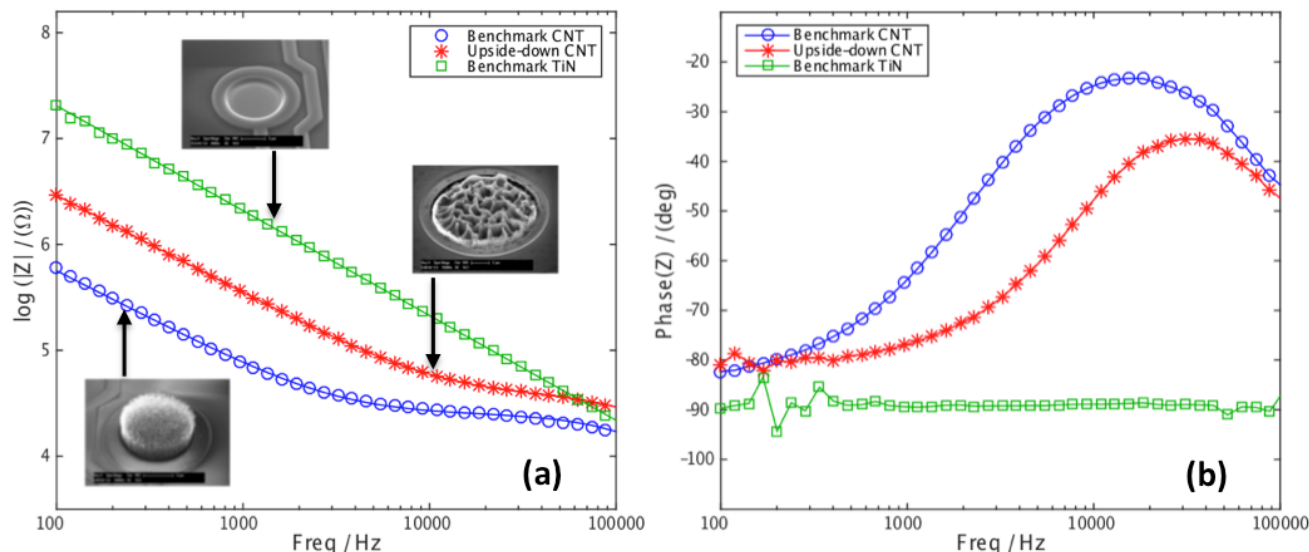 8
7
6
5
4
log (|Z| / (Ω))
100
1000
10000
100000
Freq / Hz
Benchmark CNT
Upside-down CNT
Benchmark TiN
(a)
-20
-30
-40
-50
-60
-70
-80
-90
-100
Phase(Z) / (deg)
100
1000
10000
100000
Freq / Hz
Benchmark CNT
Upside-down CNT
Benchmark TiN
(b)